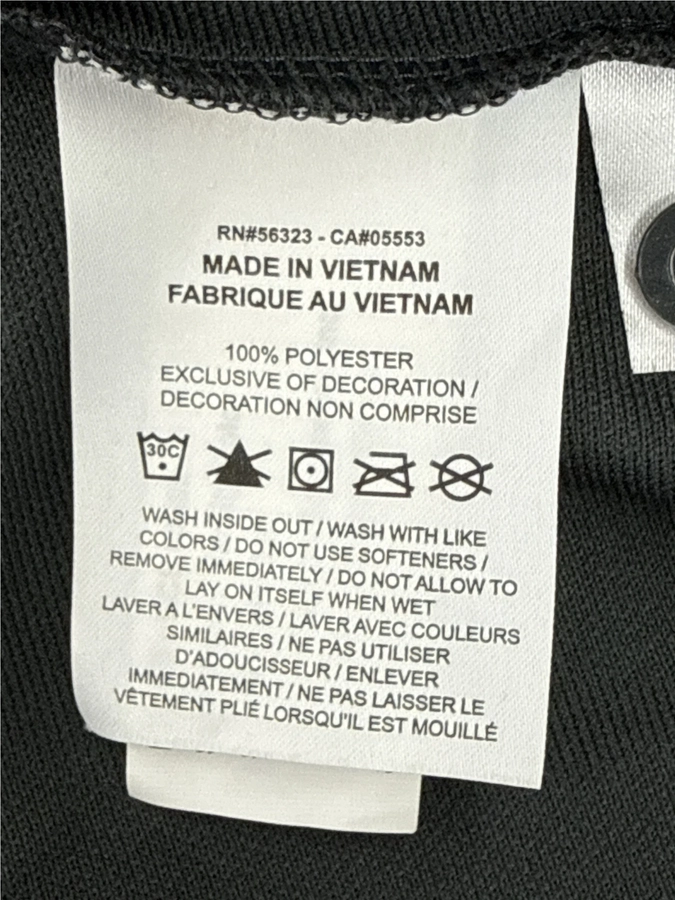 RN#56323 - CA#05553
MADE IN VIETNAM
FABRIQUE AU VIETNAM
100% POLYESTER
EXCLUSIVE OF DECORATION /
DECORATION NON COMPRISE
30C
WASH INSIDE OUT / WASH WITH LIKE
COLORS / DO NOT USE SOFTENERS /
REMOVE IMMEDIATELY / DO NOT ALLOW TO
LAY ON ITSELF WHEN WET
LAVER A L'ENVERS / LAVER AVEC COULEURS
SIMILAIRES / NE PAS UTILISER
D'ADOUCISSEUR / ENLEVER
IMMEDIATEMENT / NE PAS LAISSER LE
VÊTEMENT PLIÉ LORSQU'IL EST MOUILLÉ